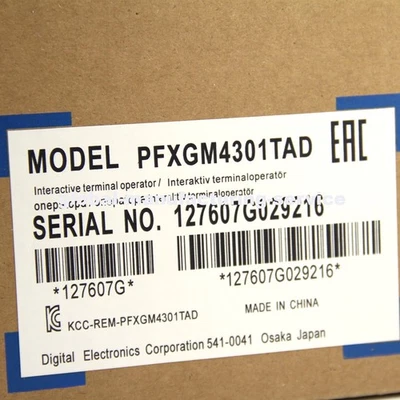 MODEL PFXGM4301TAD EAC
Interactive terminal operator / Interaktiv terminaloperatör
SERIAL NO. 127607G029216
*127607G* *127607G029216*
KCC-REM-PFXGM4301TAD MADE IN CHINA
Digital Electronics Corporation 541-0041 Osaka Japan